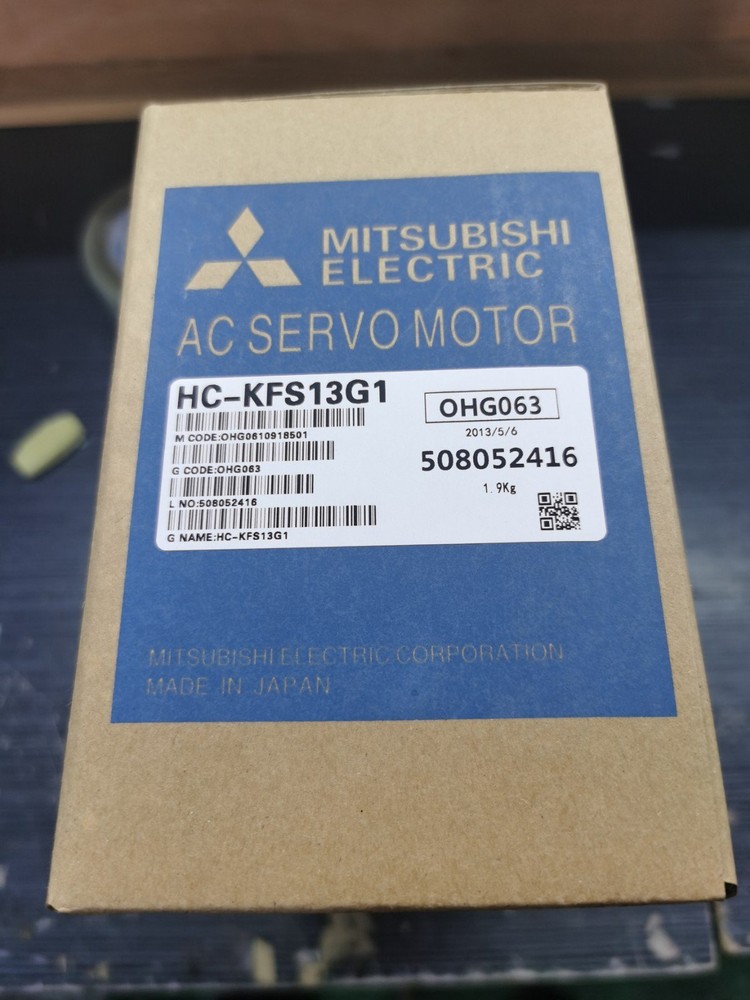 MITSUBISHI
ELECTRIC
AC SERVO MOTOR
HC-KFS13G1
M CODE:OHG0610918501
G CODE:OHG063
L NO:508052416
G NAME:HC-KFS13G1
OHG063
2013/5/6
508052416
1.9Kg
MITSUBISHI ELECTRIC CORPORATION
MADE IN JAPAN